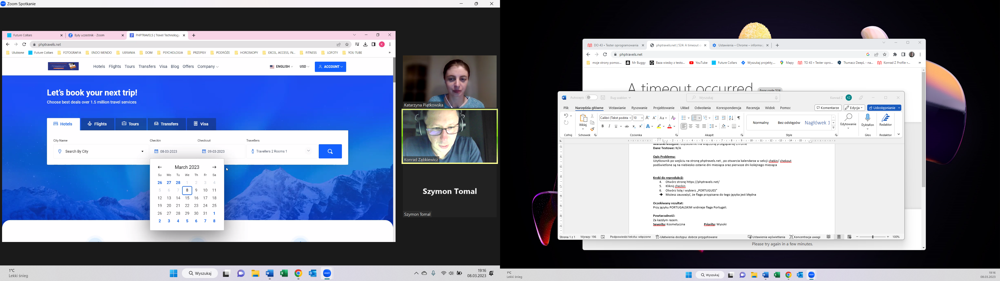 Zoom Spotkanie
Future Collars
Były uczestnik - Zoom
PHPTRAVELS | Travel Technology
phptravels.net
K
Ulubione
Future Collars
FOTOGRAFIA
ENDO MENDO
UBRANIA
DOM
PSYCHOLOGIA
PRZEPISY
PODRÓŻE
HOROSKOPY
EXCEL, ACCESS, IN...
FITNESS
LOFOTY
YOU TUBE
Hotels Flights Tours Transfers Visa Blog Offers Company
ENGLISH
USD
ACCOUNT
Let's book your next trip!
Choose best deals over 1.5 million travel services
Hotels
Flights
Tours
Transfers
Visa
City Name
Checkin
Checkout
Travellers
Search By City
08-03-2023
09-03-2023
Travellers 2 Rooms 1
March 2023
Su Mo Tu We Th Fr Sa
26 27 28 1 2 3 4
5 6 7 8 9 10 11
12 13 14 15 16 17 18
19 20 21 22 23 24 25
26 27 28 29 30 31 1
2 3 4 5 6 7 8
Katarzyna Piątkowska
Konrad Ząbkiewicz
Szymon Tomal
Szymon Tomal
1°C
Lekki śnieg
Wyszukaj
19:16
08.03.2023
DO 43 • Tester oprogramowania
phptravels.net | 524: A timeout o
Ustawienia – Chrome – informac
phptravels.net
moje strony pomoc...
Mr Buggy
Baza wiedzy z testo...
YouTube
Future Collars
Wyszukaj projekty,...
Mapy
TO 43 • Tester opro...
Tłumacz DeepL - na...
Konrad Z Profile •...
A timeout occurred
Error code 524
Autozapis
Bug szablon
Wyszukaj
Konrad Z
KZ
Plik
Narzędzia główne
Wstawianie
Rysowanie
Projektowanie
Układ
Odwołania
Korespondencja
Recenzja
Widok
Pomoc
Komentarze
Edycja
Udostępnianie
Wklej
Calibri (Tekst podsta
10
Normalny
Bez odstępów
Nagłówek 1
Edytowanie
Dyktafon
Redaktor
Cofnij
Schowek
Czcionka
Akapit
Style
Głos
Redaktor
Warunki wstępne: Użytkownik ma włączoną przeglądarkę Chrome
Dane Testowe: N/A
Opis Problemu:
Użytkownik po wejściu na stronę phptravels.net , po otwarcia kalendarza w sekcji chękin/ chekout
podświetlone są na niebiesko ostanie dni miesiąca oraz pierwsze dni kolejnego miesiąca
Kroki do reprodukcji:
4. Otwórz stronę https://phptravels.net/
5. Kliknij checkin
6. Otwórz listę i wybierz „PORTUGUES”
➔ Możesz zauważyć, że flaga przypisana do tego języka jest błędna
Oczekiwany rezultat:
Przy języku PORTUGALSKIM widnieje flaga Portugali.
Powtarzalność:
Za każdym razem.
Severity: Kosmetyczna Priority: Wysoki
Strona 1 z 1
Wyrazy: 196
Podpowiedzi tekstu: włączone
Ułatwienia dostępu: dobrze przygotowane
Ustawienia wyświetlania
Koncentracja uwagi
100%
Please try again in a few minutes.
1°C
Lekki śnieg
Wyszukaj
19:16
08.03.2023